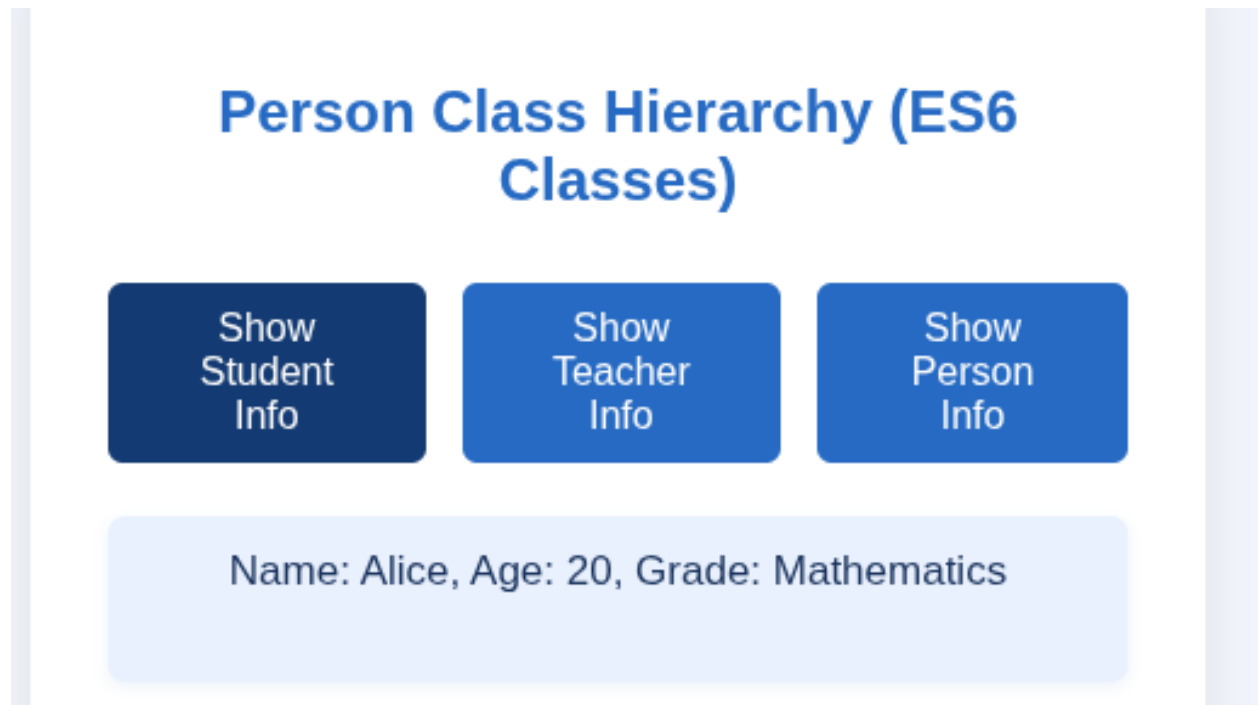 Person Class Hierarchy (ES6
Classes)
Show
Student
Info
Show
Teacher
Info
Show
Person
Info
Name: Alice, Age: 20, Grade: Mathematics